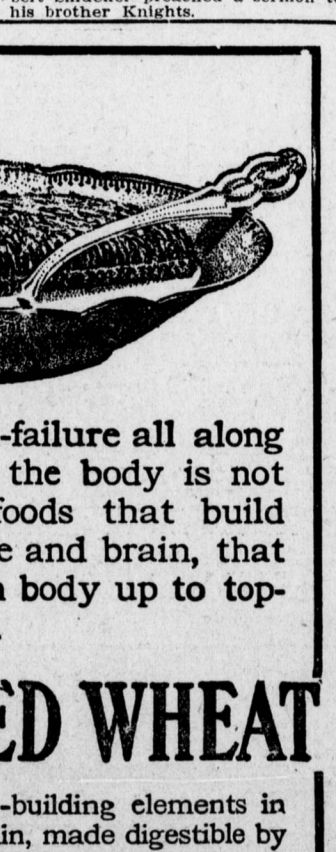 his brother Knights.
-failure all along
the body is not
foods that build
and brain, that
body up to top-
ED WHEAT
-building elements in
in, made digestible by